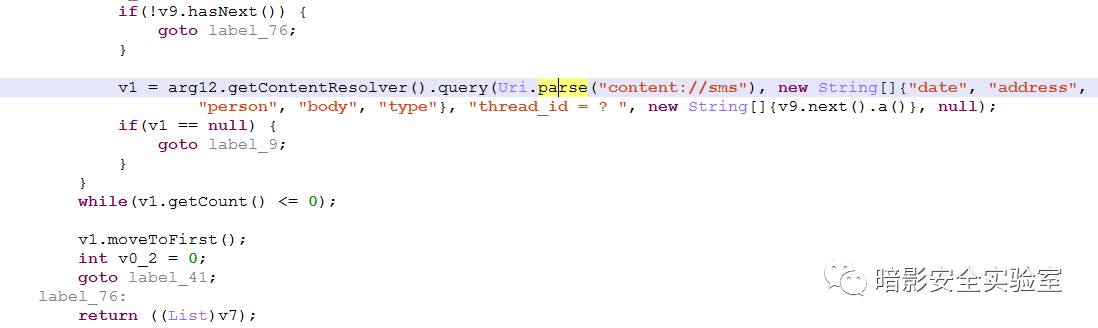 if(!v9.hasNext()) {
goto label_76;
}
v1 = arg12.getContentResolver().query(Uri.parse("content://sms"), new String[]{"date", "address",
"person", "body", "type"}, "thread_id = ? ", new String[]{v9.next().a()}, null);
if(v1 == null) {
goto label_9;
}
}
while(v1.getCount() <= 0);
v1.moveToFirst();
int v0_2 = 0;
goto label_41;
label_76:
return ((List)v7);
暗影安全实验室